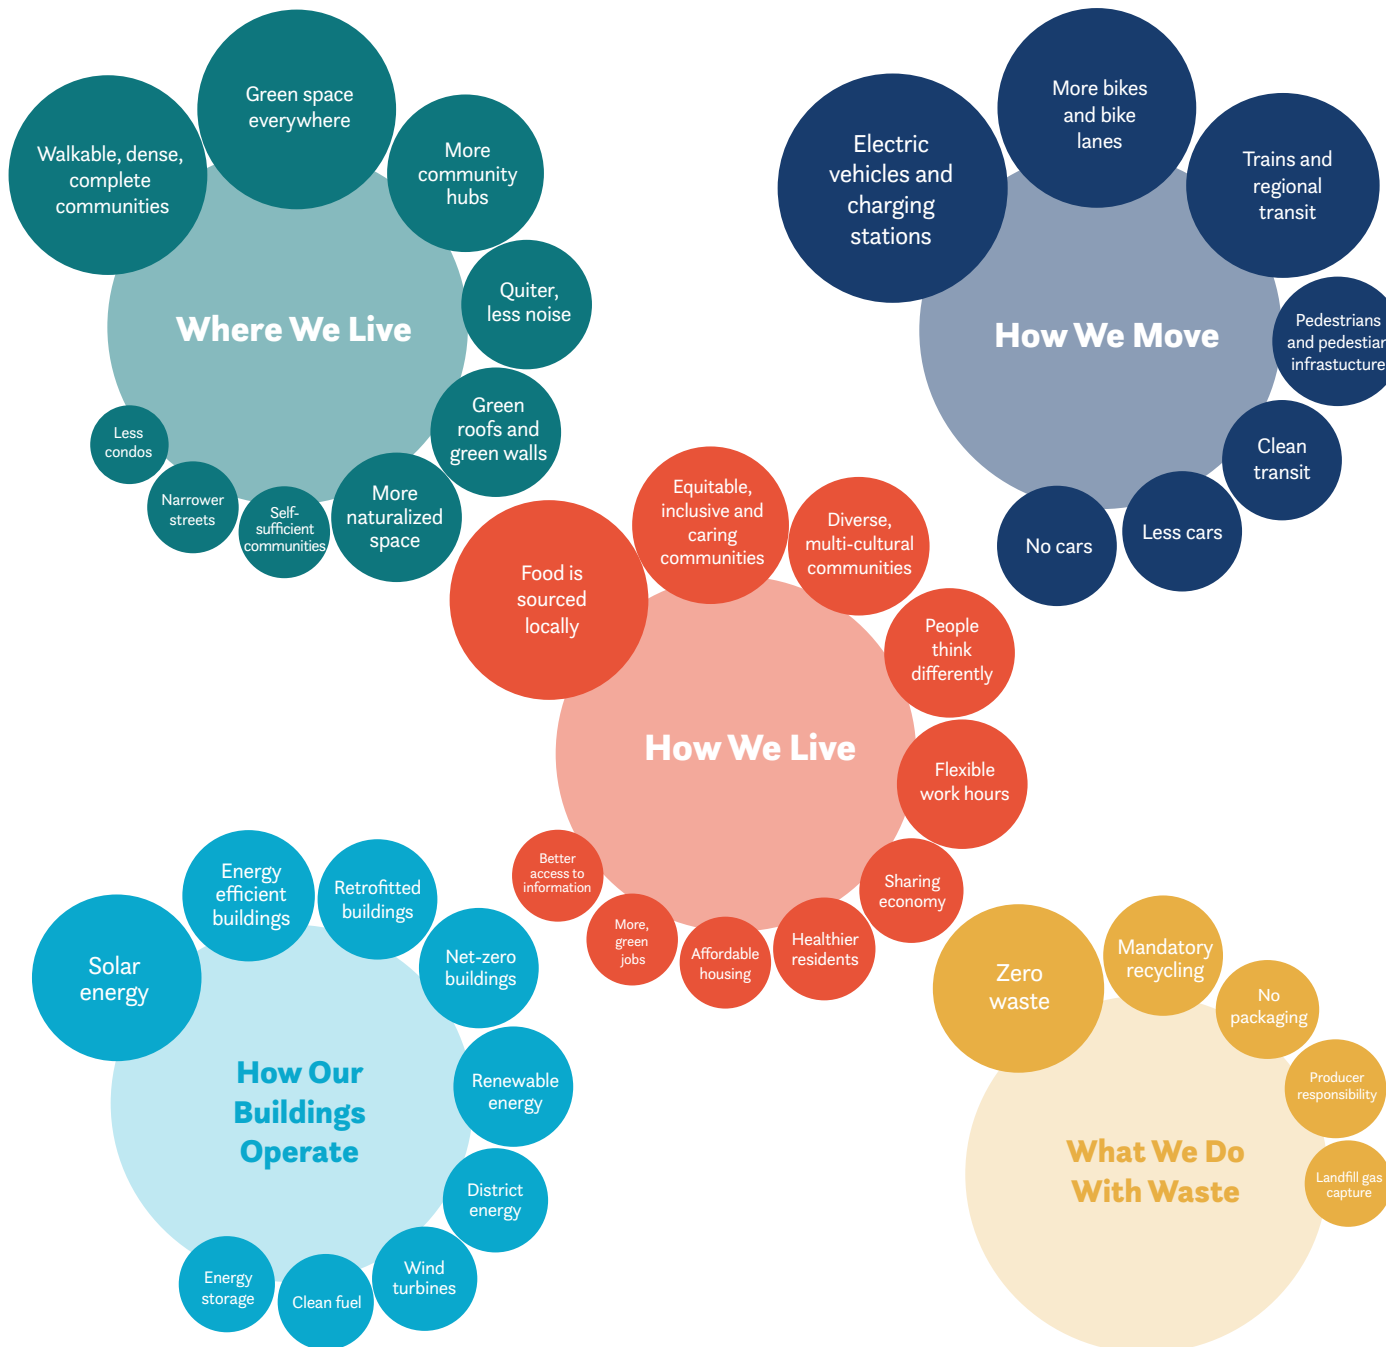 Green space
everywhere
Walkable, dense,
complete
communities
More
community
hubs
Quiter,
less noise
Where We Live
Green
roofs and
green walls
Less
condos
Narrower
streets
Self-
sufficient
communities
More
naturalized
space
More bikes
and bike
lanes
Electric
vehicles and
charging
stations
Trains and
regional
transit
How We Move
Pedestrians
and pedestian
infrastucture
Clean
transit
Less cars
No cars
Equitable,
inclusive and
caring
communities
Diverse,
multi-cultural
communities
Food is
sourced
locally
People
think
differently
How We Live
Flexible
work hours
Better
access to
information
Sharing
economy
More,
green
jobs
Affordable
housing
Healthier
residents
Energy
efficient
buildings
Retrofitted
buildings
Solar
energy
Net-zero
buildings
How Our
Buildings
Operate
Renewable
energy
District
energy
Wind
turbines
Clean fuel
Energy
storage
Zero
waste
Mandatory
recycling
No
packaging
Producer
responsibility
What We Do
With Waste
Landfill gas
capture